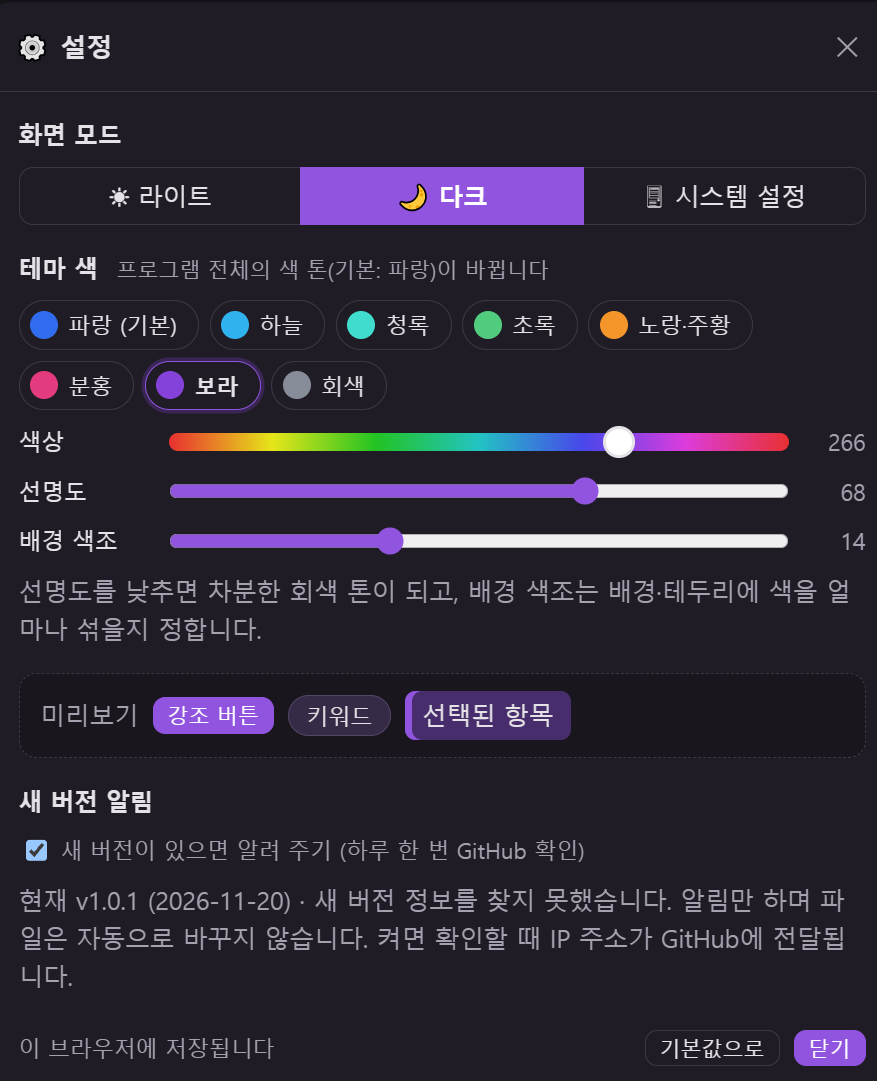 설정
화면 모드
라이트 다크 시스템 설정
테마 색 프로그램 전체의 색 톤(기본: 파랑)이 바뀝니다
파랑 (기본) 하늘 청록 초록 노랑·주황
분홍 보라 회색
색상 266
선명도 68
배경 색조 14
선명도를 낮추면 차분한 회색 톤이 되고, 배경 색조는 배경·테두리에 색을 얼
마나 섞을지 정합니다.
미리보기 강조 버튼 키워드 선택된 항목
새 버전 알림
새 버전이 있으면 알려 주기 (하루 한 번 GitHub 확인)
현재 v1.0.1 (2026-11-20) · 새 버전 정보를 찾지 못했습니다. 알림만 하며 파
일은 자동으로 바꾸지 않습니다. 켜면 확인할 때 IP 주소가 GitHub에 전달됩
니다.
이 브라우저에 저장됩니다 기본값으로 닫기